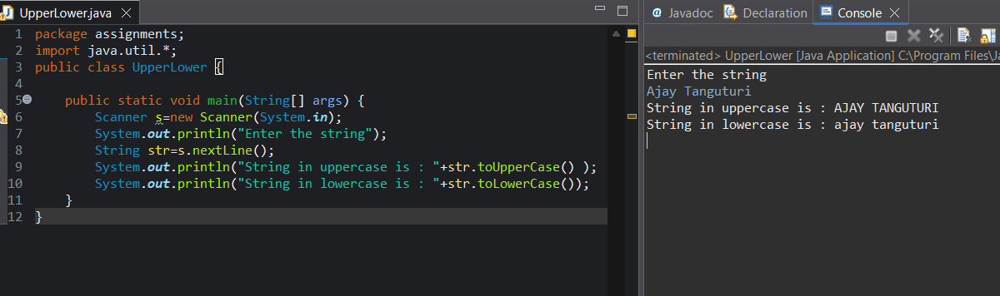 UpperLower.java
1 package assignments;
2 import java.util.*;
3 public class UpperLower {
4
5 public static void main(String[] args) {
6 Scanner s=new Scanner(System.in);
7 System.out.println("Enter the string");
8 String str=s.nextLine();
9 System.out.println("String in uppercase is : "+str.toUpperCase() );
10 System.out.println("String in lowercase is : "+str.toLowerCase());
11 }
12 }
@ Javadoc Declaration Console
<terminated> UpperLower [Java Application] C:\Program Files\Ja
Enter the string
Ajay Tanguturi
String in uppercase is : AJAY TANGUTURI
String in lowercase is : ajay tanguturi